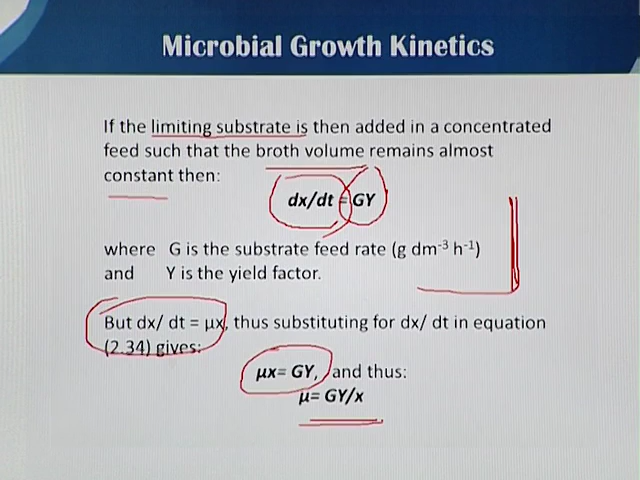 Microbial Growth Kinetics
If the limiting substrate is then added in a concentrated
feed such that the broth volume remains almost
constant then:
dx/dt = GY
where G is the substrate feed rate (g dm⁻³ h⁻¹)
and Y is the yield factor.
But dx/ dt = μx, thus substituting for dx/ dt in equation
(2.34) gives:
μx= GY, and thus:
μ= GY/x